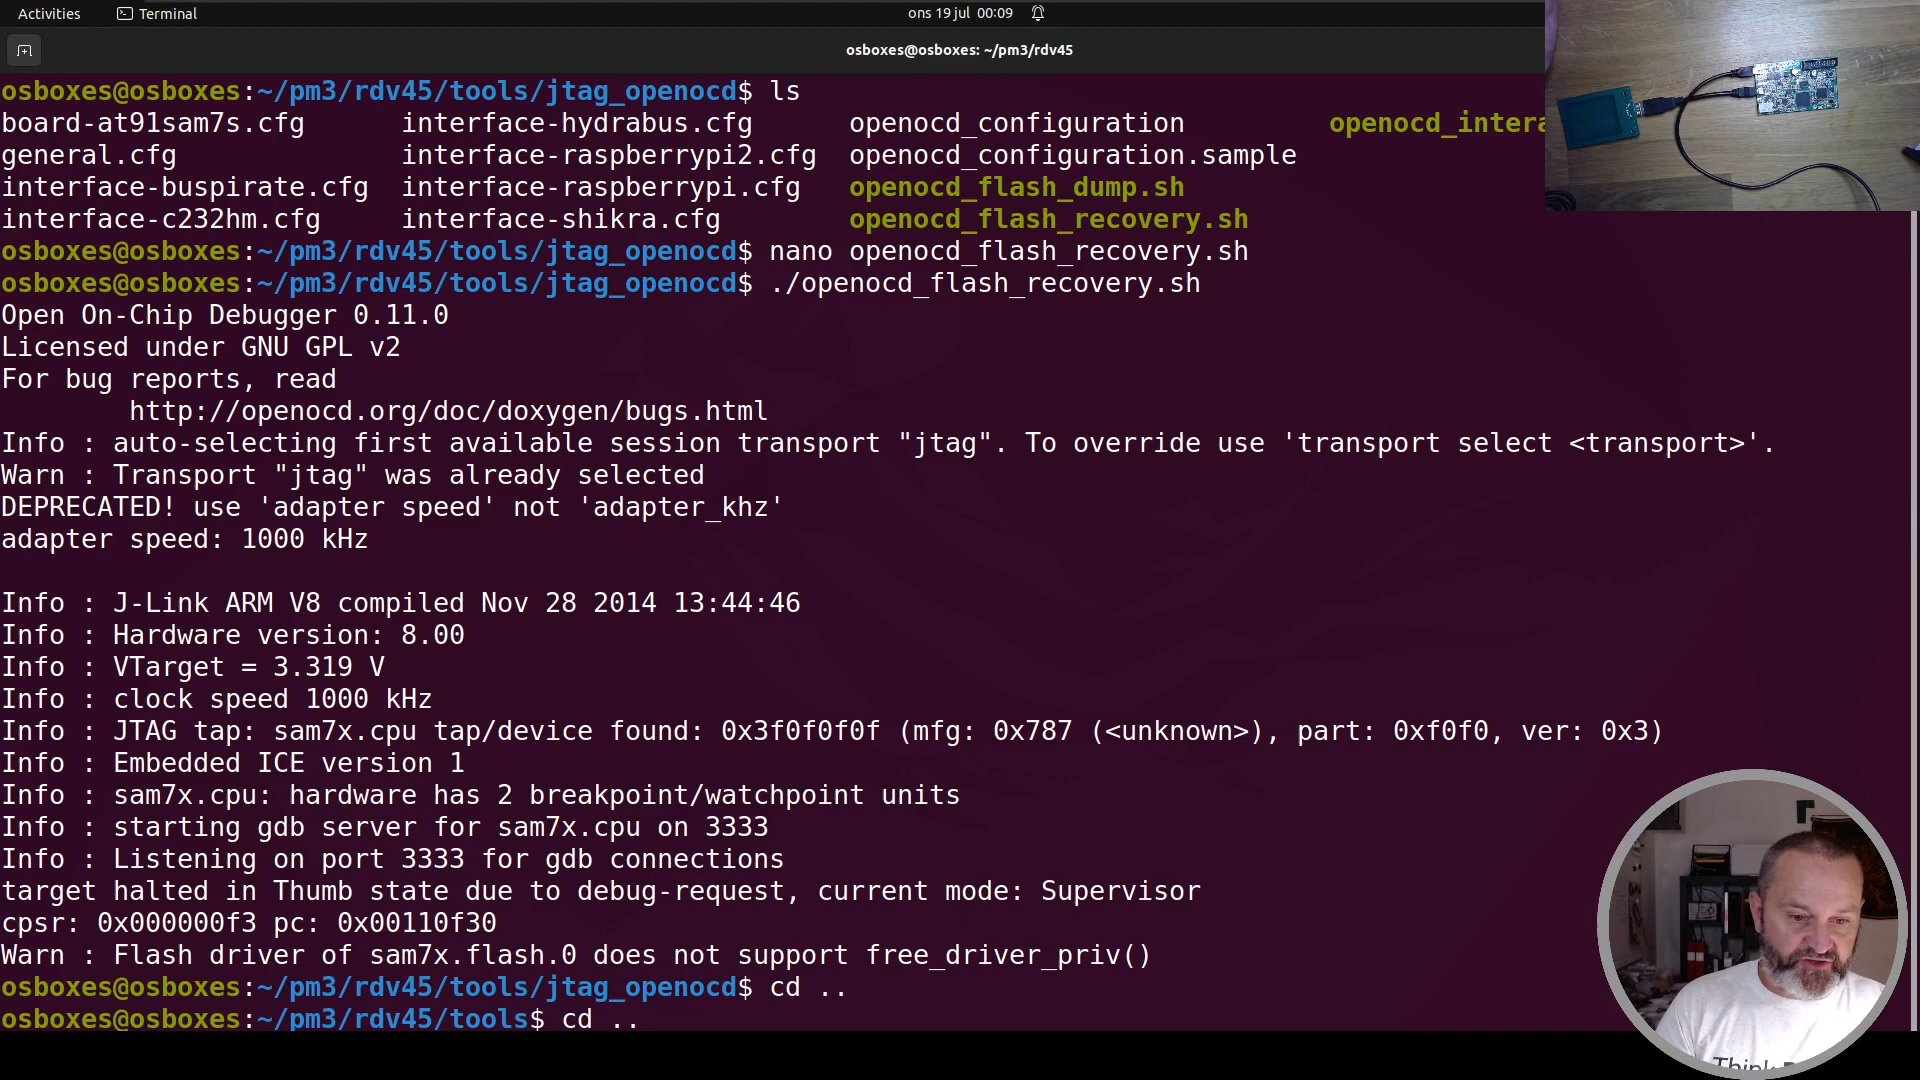 Activities
Terminal
ons 19 jul 00:09
osboxes@osboxes: ~/pm3/rdv45
osboxes@osboxes:~/pm3/rdv45/tools/jtag_openocd$ ls
board-at91sam7s.cfg interface-hydrabus.cfg openocd_configuration openocd_intera
general.cfg interface-raspberrypi2.cfg openocd_configuration.sample
interface-buspirate.cfg interface-raspberrypi.cfg openocd_flash_dump.sh
interface-c232hm.cfg interface-shikra.cfg openocd_flash_recovery.sh
osboxes@osboxes:~/pm3/rdv45/tools/jtag_openocd$ nano openocd_flash_recovery.sh
osboxes@osboxes:~/pm3/rdv45/tools/jtag_openocd$ ./openocd_flash_recovery.sh
Open On-Chip Debugger 0.11.0
Licensed under GNU GPL v2
For bug reports, read
http://openocd.org/doc/doxygen/bugs.html
Info : auto-selecting first available session transport "jtag". To override use 'transport select <transport>'.
Warn : Transport "jtag" was already selected
DEPRECATED! use 'adapter speed' not 'adapter_khz'
adapter speed: 1000 kHz
Info : J-Link ARM V8 compiled Nov 28 2014 13:44:46
Info : Hardware version: 8.00
Info : VTarget = 3.319 V
Info : clock speed 1000 kHz
Info : JTAG tap: sam7x.cpu tap/device found: 0x3f0f0f0f (mfg: 0x787 (<unknown>), part: 0xf0f0, ver: 0x3)
Info : Embedded ICE version 1
Info : sam7x.cpu: hardware has 2 breakpoint/watchpoint units
Info : starting gdb server for sam7x.cpu on 3333
Info : Listening on port 3333 for gdb connections
target halted in Thumb state due to debug-request, current mode: Supervisor
cpsr: 0x000000f3 pc: 0x00110f30
Warn : Flash driver of sam7x.flash.0 does not support free_driver_priv()
osboxes@osboxes:~/pm3/rdv45/tools/jtag_openocd$ cd ..
osboxes@osboxes:~/pm3/rdv45/tools$ cd ..
Think